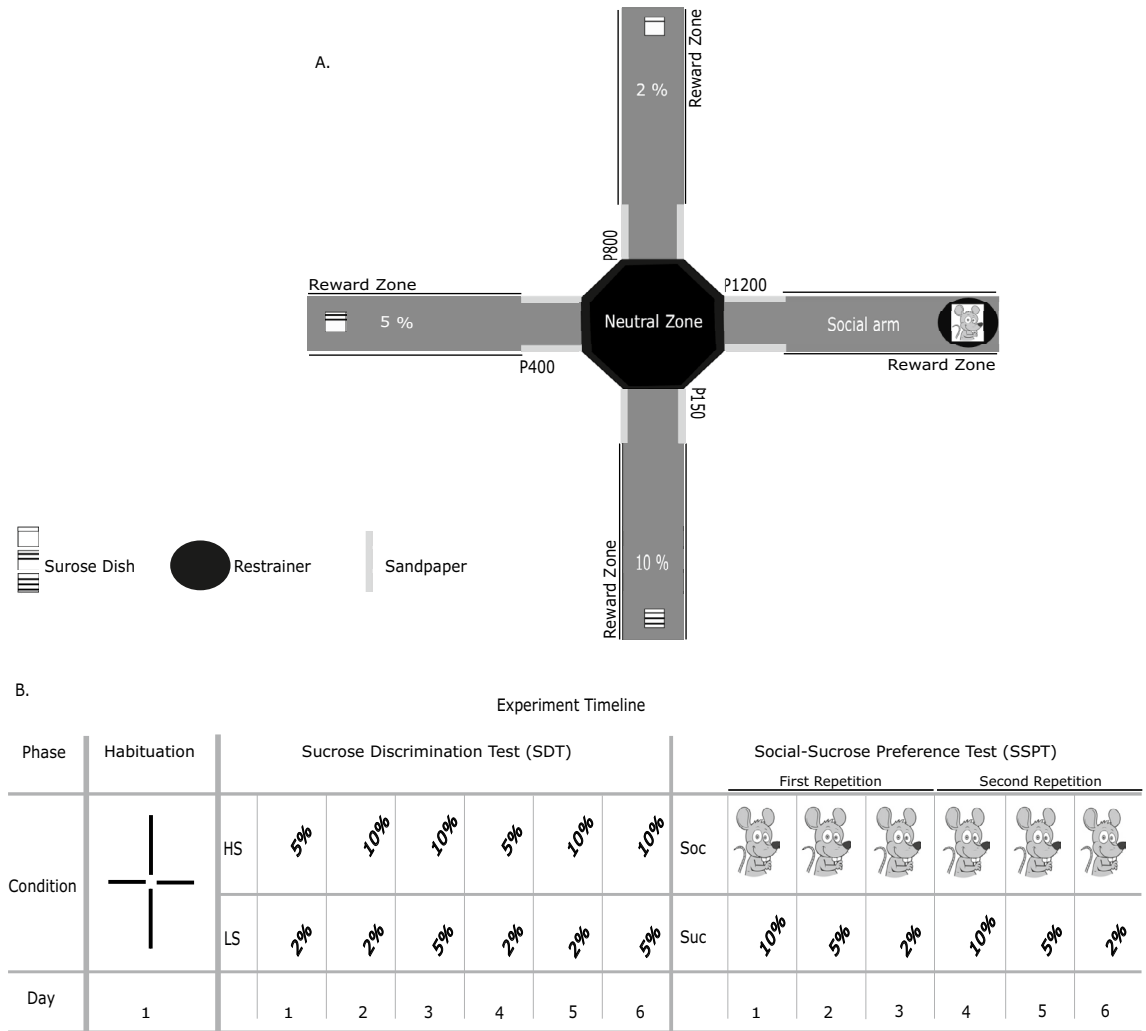 A.
Reward Zone
2 %
P800
P1200
Reward Zone
5 %
Neutral Zone
Social arm
P400
Reward Zone
P150
Reward Zone
10 %
Surose Dish
Restrainer
Sandpaper
B.
Experiment Timeline
Phase
Habituation
Sucrose Discrimination Test (SDT)
Social-Sucrose Preference Test (SSPT)
First Repetition
Second Repetition
Condition
HS 5% 10% 10% 5% 10% 10% Soc
LS 2% 2% 5% 2% 2% 5% Suc 10% 5% 2% 10% 5% 2%
Day 1 1 2 3 4 5 6 1 2 3 4 5 6